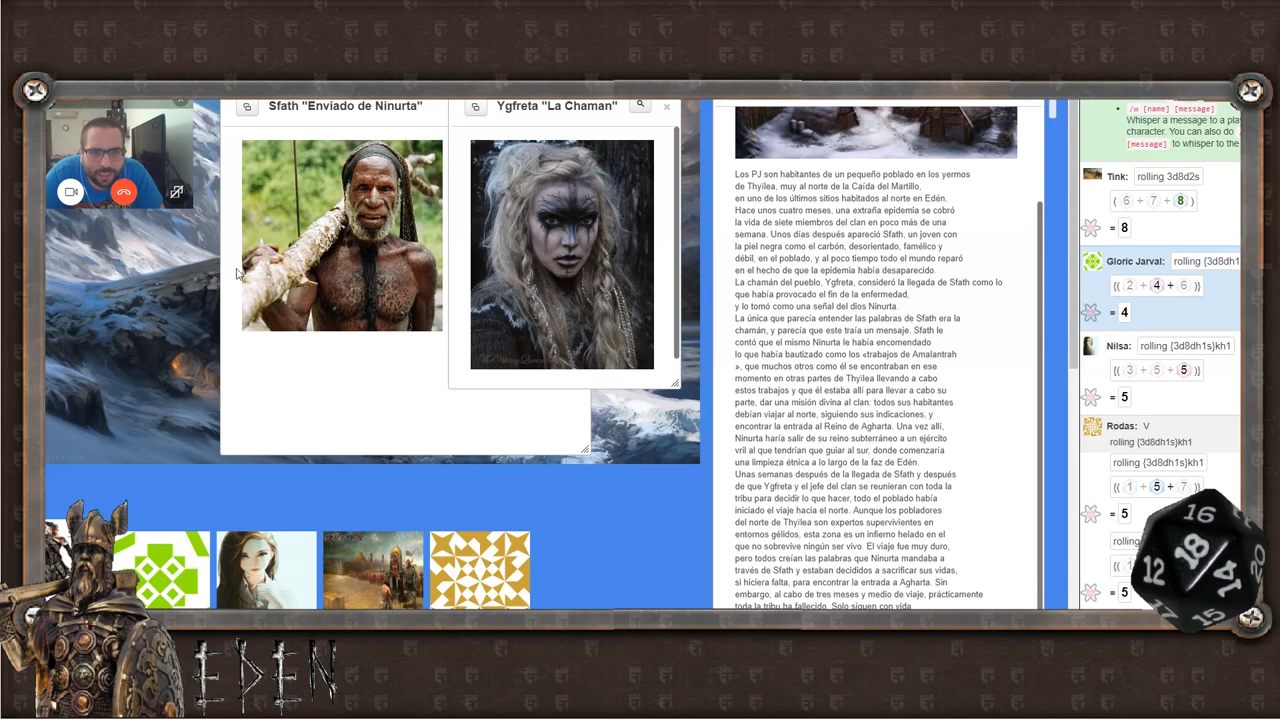 Sfath "Enviado de Ninurta"
Ygfreta "La Chaman"
Los PJ son habitantes de un pequeño poblado en los yermos
de Thyïlea, muy al norte de la Caída del Martillo,
en uno de los últimos sitios habitados al norte en Edén.
Hace unos cuatro meses, una extraña epidemia se cobró
la vida de siete miembros del clan en poco más de una
semana. Unos días después apareció Sfath, un joven con
la piel negra como el carbón, desorientado, famélico y
débil, en el poblado, y al poco tiempo todo el mundo reparó
en el hecho de que la epidemia había desaparecido.
La chamán del pueblo, Ygfreta, consideró la llegada de Sfath como lo
que había provocado el fin de la enfermedad,
y lo tomó como una señal del dios Ninurta.
La única que parecía entender las palabras de Sfath era la
chamán, y parecía que este traía un mensaje. Sfath le
contó que el mismo Ninurta le había encomendado
lo que había bautizado como los «trabajos de Amalantrah
», que muchos otros como él se encontraban en ese
momento en otras partes de Thyïlea llevando a cabo
estos trabajos y que él estaba allí para llevar a cabo su
parte, dar una misión divina al clan: todos sus habitantes
debían viajar al norte, siguiendo sus indicaciones, y
encontrar la entrada al Reino de Agharta. Una vez allí,
Ninurta haría salir de su reino subterráneo a un ejército
vril al que tendrían que guiar al sur, donde comenzaría
una limpieza étnica a lo largo de la faz de Edén.
Unas semanas después de la llegada de Sfath y después
de que Ygfreta y el jefe del clan se reunieran con toda la
tribu para decidir lo que hacer, todo el poblado había
iniciado el viaje hacia el norte. Aunque los pobladores
del norte de Thyïlea son expertos supervivientes en
entornos gélidos, esta zona es un infierno helado en el
que no sobrevive ningún ser vivo. El viaje fue muy duro,
pero todos creían las palabras que Ninurta mandaba a
través de Sfath y estaban decididos a sacrificar sus vidas,
si hiciera falta, para encontrar la entrada a Agharta. Sin
embargo, al cabo de tres meses y medio de viaje, prácticamente
toda la tribu ha fallecido. Solo siguen con vida
/w [name] [message]
Whisper a message to a pla
character. You can also do
[message] to whisper to the
Tink: rolling 3d8d2s
( 6 + 7 + 8 )
= 8
Gloric Jarval: rolling {3d8dh1
{( 2 + 4 + 6 )}
= 4
Nilsa: rolling {3d8dh1s}kh1
{( 3 + 5 + 5 )}
= 5
Rodas: V
rolling {3d8dh1s}kh1
rolling {3d8dh1s}kh1
{( 1 + 5 + 7 )}
= 5
rolling
{(
= 5
16
18
12
14
20
17
15
EDEN